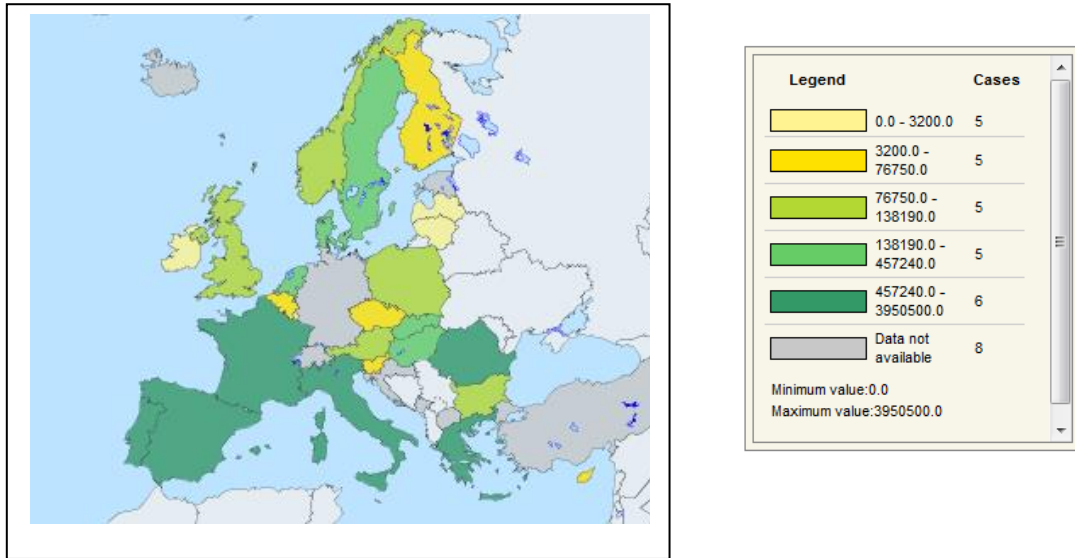 Legend Cases
0.0 - 3200.0 5
3200.0 -
76750.0 5
76750.0 -
138190.0 5
138190.0 -
457240.0 5
457240.0 -
3950500.0 6
Data not
available 8
Minimum value:0.0
Maximum value:3950500.0